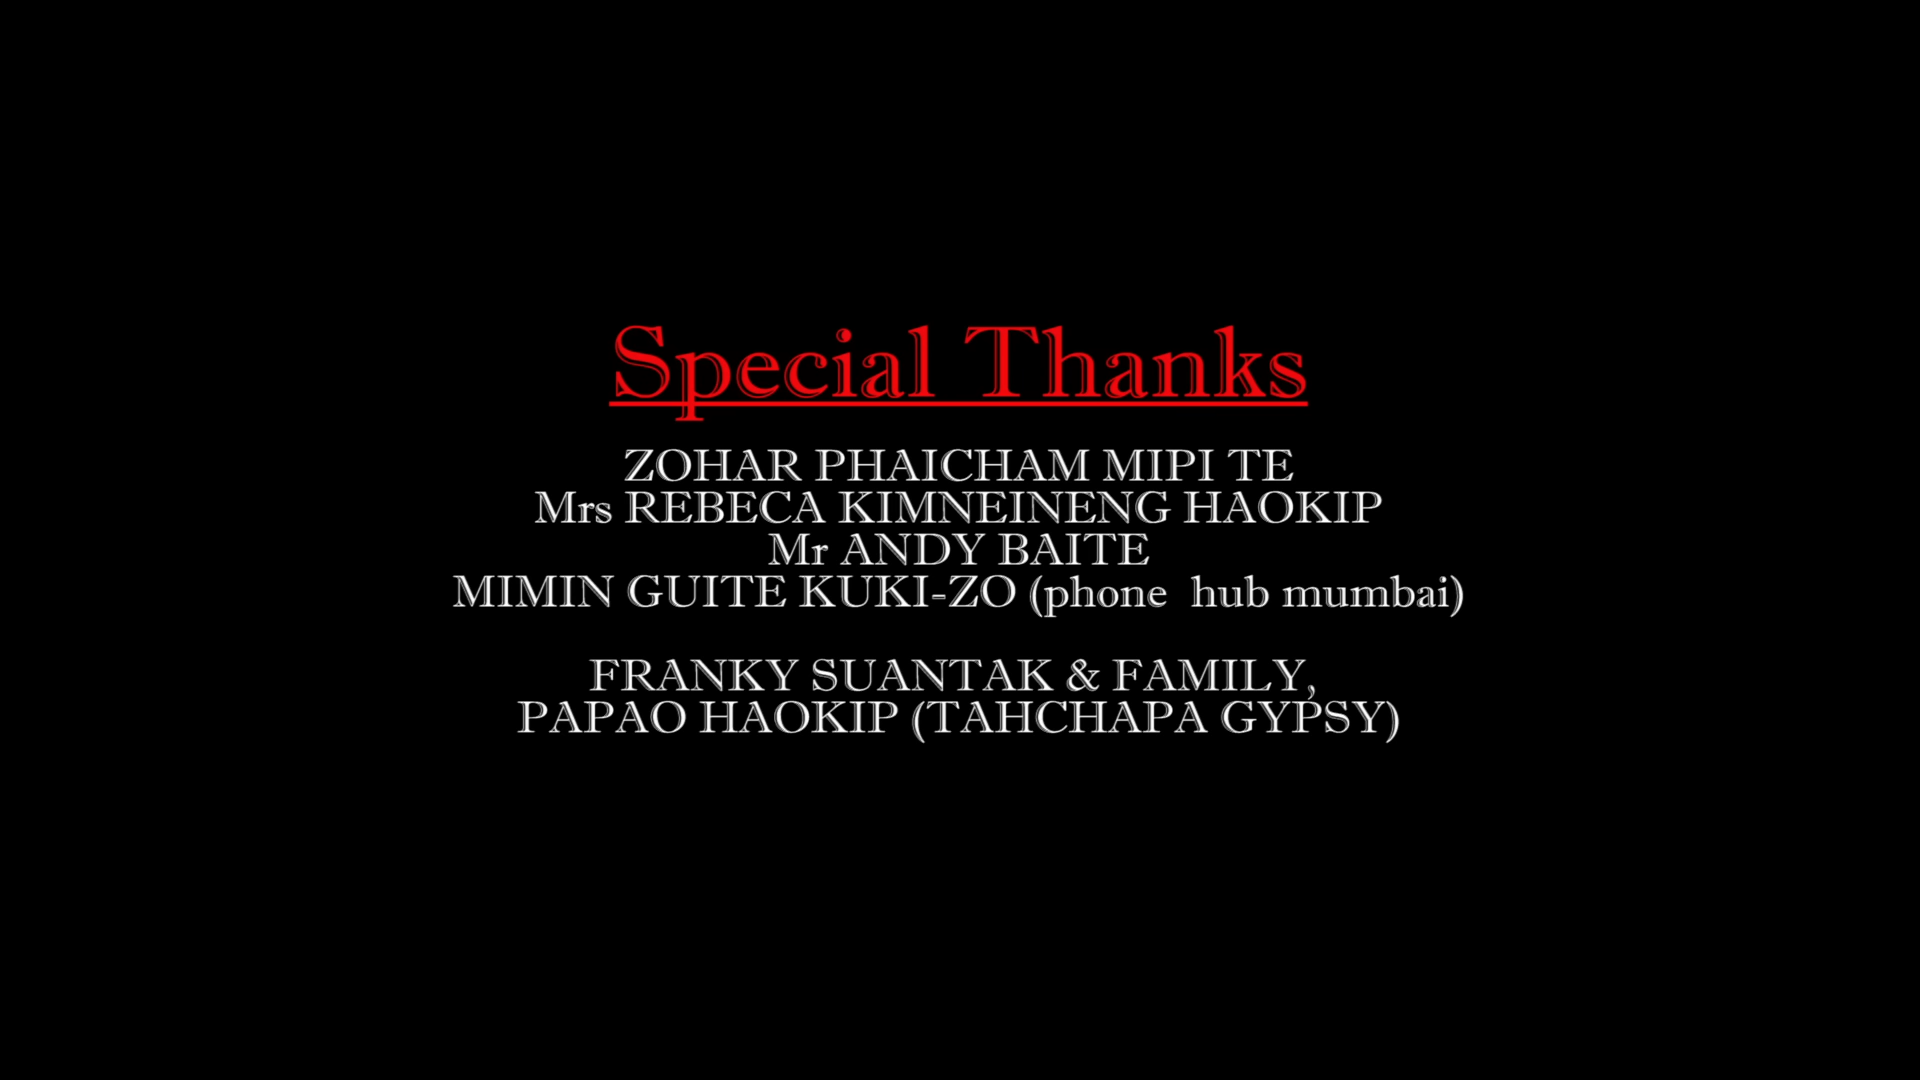 Special Thanks
ZOHAR PHAICHAM MIPI TE
Mrs REBECA KIMNEINENG HAOKIP
Mr ANDY BAITE
MIMIN GUITE KUKI-ZO (phone  hub mumbai)
FRANKY SUANTAK & FAMILY,
PAPAO HAOKIP (TAHCHAPA GYPSY)